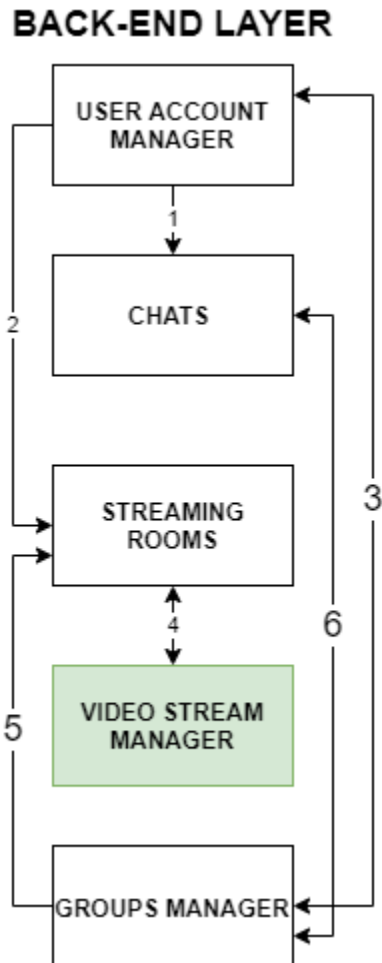 BACK-END LAYER
USER ACCOUNT
MANAGER
1
CHATS
2
STREAMING
ROOMS
3
4
6
VIDEO STREAM
MANAGER
5
GROUPS MANAGER